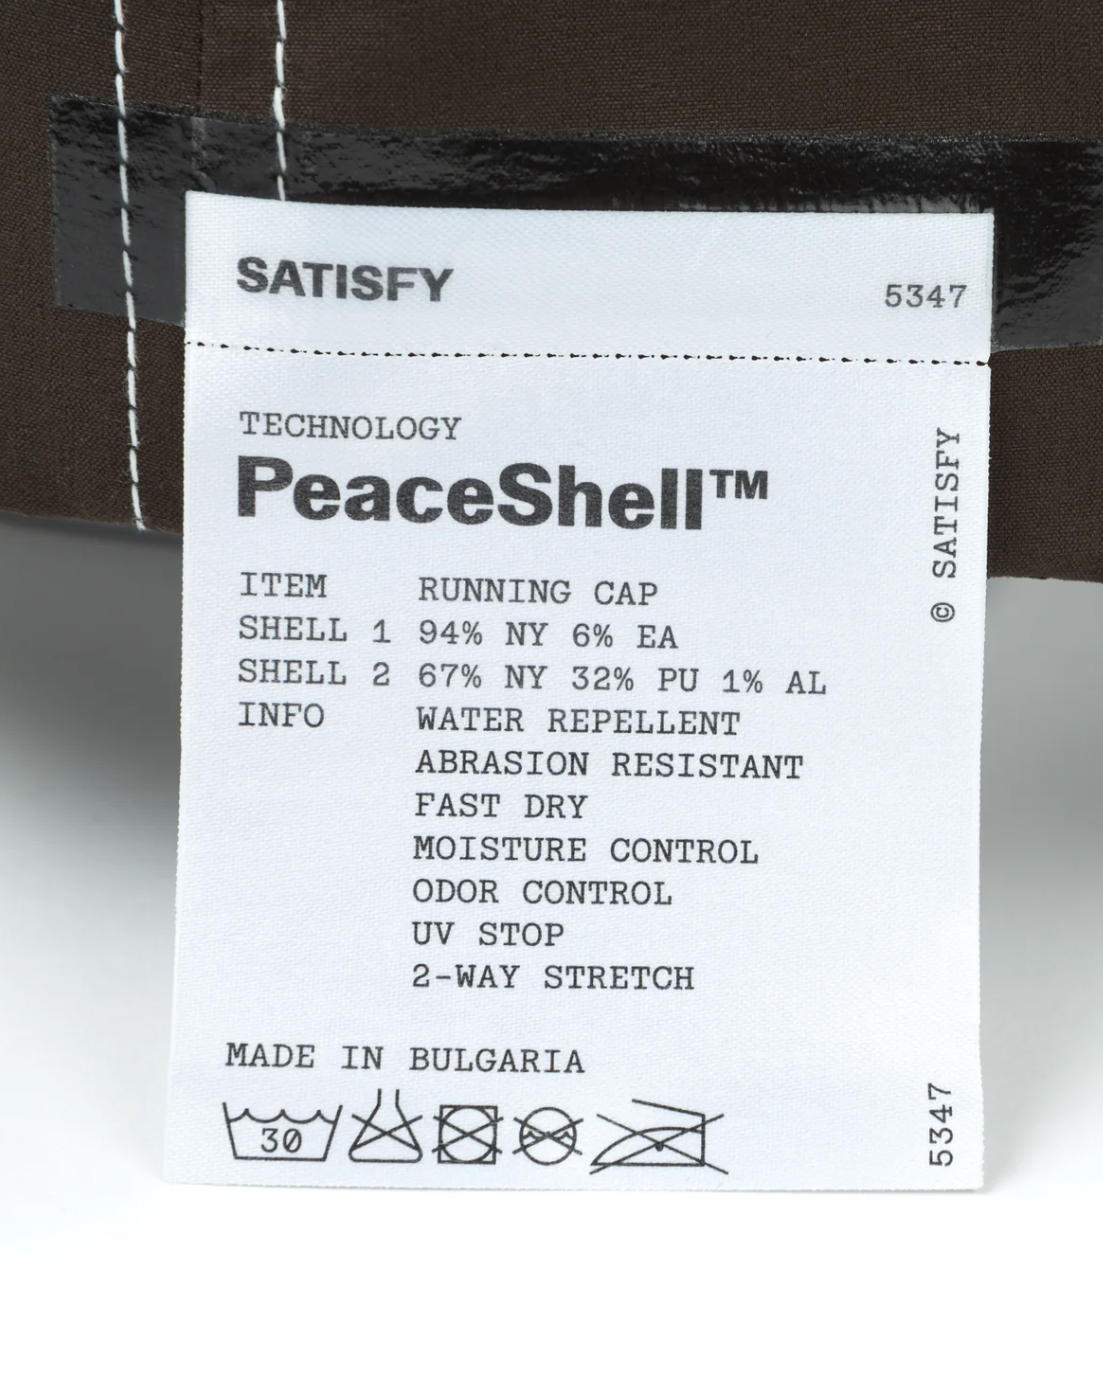 SATISFY
5347
TECHNOLOGY
PeaceShell™
© SATISFY
ITEM RUNNING CAP
SHELL 1 94% NY 6% EA
SHELL 2 67% NY 32% PU 1% AL
INFO WATER REPELLENT
ABRASION RESISTANT
FAST DRY
MOISTURE CONTROL
ODOR CONTROL
UV STOP
2-WAY STRETCH
MADE IN BULGARIA
30
5347